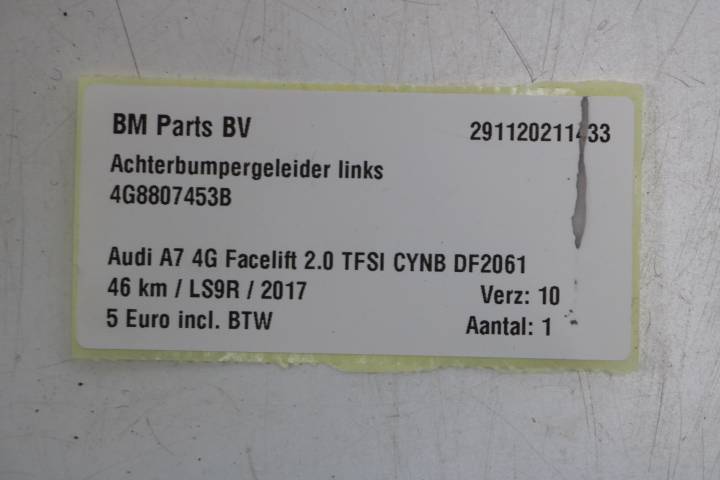 BM Parts BV 291120211433
Achterbumpergeleider links
4G8807453B
Audi A7 4G Facelift 2.0 TFSI CYNB DF2061
46 km / LS9R / 2017 Verz: 10
5 Euro incl. BTW Aantal: 1